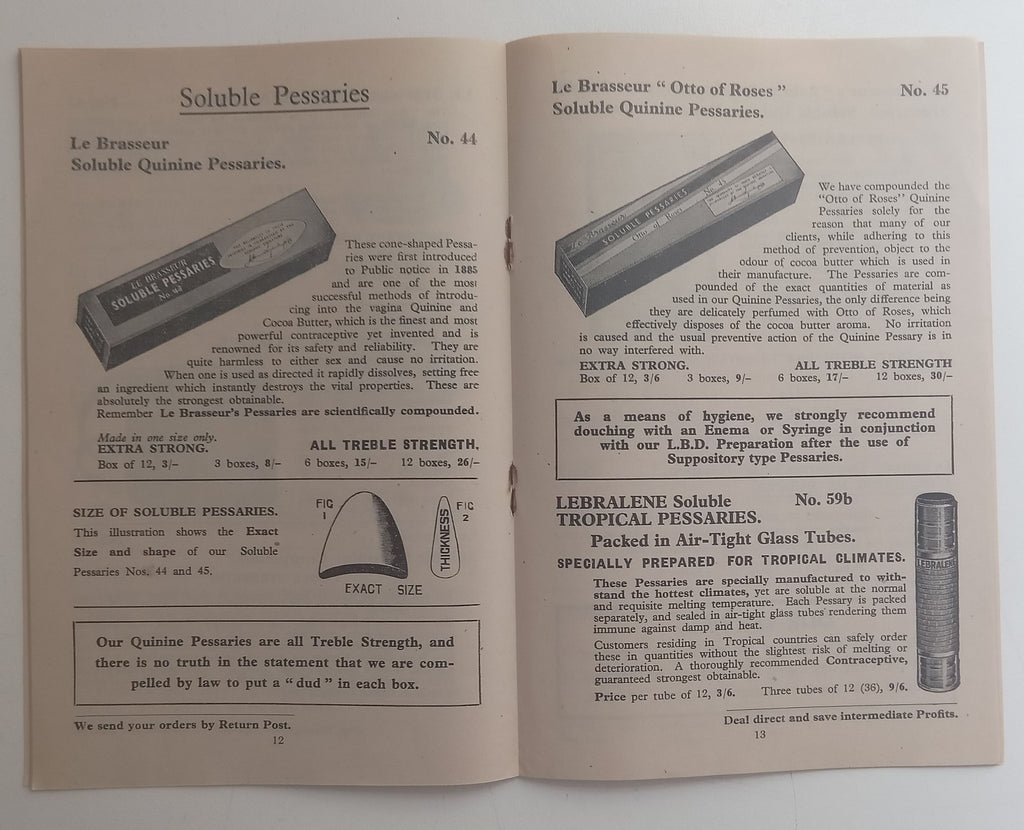 Soluble Pessaries
Le Brasseur No. 44
Soluble Quinine Pessaries.
LE BRASSEUR
SOLUBLE PESSARIES
No. 44
These cone-shaped Pessa-
ries were first introduced
to Public notice in 1885
and are one of the most
successful methods of introdu-
cing into the vagina Quinine and
Cocoa Butter, which is the finest and most
powerful contraceptive yet invented and is
renowned for its safety and reliability. They are
quite harmless to either sex and cause no irritation.
When one is used as directed it rapidly dissolves, setting free
an ingredient which instantly destroys the vital properties. These are
absolutely the strongest obtainable.
Remember Le Brasseur's Pessaries are scientifically compounded.
Made in one size only.
EXTRA STRONG. ALL TREBLE STRENGTH.
Box of 12, 3/– 3 boxes, 8/– 6 boxes, 15/– 12 boxes, 26/–
SIZE OF SOLUBLE PESSARIES.
This illustration shows the Exact
Size and shape of our Soluble
Pessaries Nos. 44 and 45.
FIG 1
THICKNESS
FIG 2
EXACT SIZE
Our Quinine Pessaries are all Treble Strength, and
there is no truth in the statement that we are com-
pelled by law to put a “ dud ” in each box.
We send your orders by Return Post.
12
Le Brasseur “ Otto of Roses ” No. 45
Soluble Quinine Pessaries.
Le Brasseur
SOLUBLE PESSARIES
Otto of Roses
No. 45
We have compounded the
“Otto of Roses” Quinine
Pessaries solely for the
reason that many of our
clients, while adhering to this
method of prevention, object to the
odour of cocoa butter which is used in
their manufacture. The Pessaries are com-
pounded of the exact quantities of material as
used in our Quinine Pessaries, the only difference being
they are delicately perfumed with Otto of Roses, which
effectively disposes of the cocoa butter aroma. No irritation
is caused and the usual preventive action of the Quinine Pessary is in
no way interfered with.
EXTRA STRONG. ALL TREBLE STRENGTH
Box of 12, 3/6 3 boxes, 9/– 6 boxes, 17/– 12 boxes, 30/–
As a means of hygiene, we strongly recommend
douching with an Enema or Syringe in conjunction
with our L.B.D. Preparation after the use of
Suppository type Pessaries.
LEBRALENE Soluble No. 59b
TROPICAL PESSARIES.
Packed in Air-Tight Glass Tubes.
SPECIALLY PREPARED FOR TROPICAL CLIMATES.
LEBRALENE
These Pessaries are specially manufactured to with-
stand the hottest climates, yet are soluble at the normal
and requisite melting temperature. Each Pessary is packed
separately, and sealed in air-tight glass tubes rendering them
immune against damp and heat.
Customers residing in Tropical countries can safely order
these in quantities without the slightest risk of melting or
deterioration. A thoroughly recommended Contraceptive,
guaranteed strongest obtainable.
Price per tube of 12, 3/6. Three tubes of 12 (36), 9/6.
Deal direct and save intermediate Profits.
13